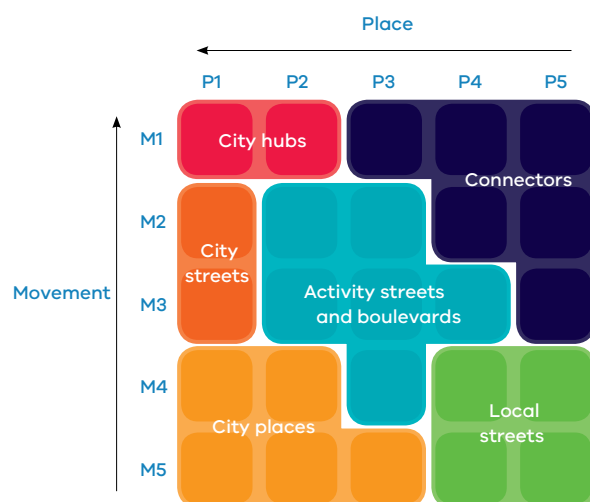 Place
P1 P2 P3 P4 P5
M1
City hubs
Connectors
M2
City
streets
Movement
M3
Activity streets
and boulevards
M4
City places
Local
streets
M5